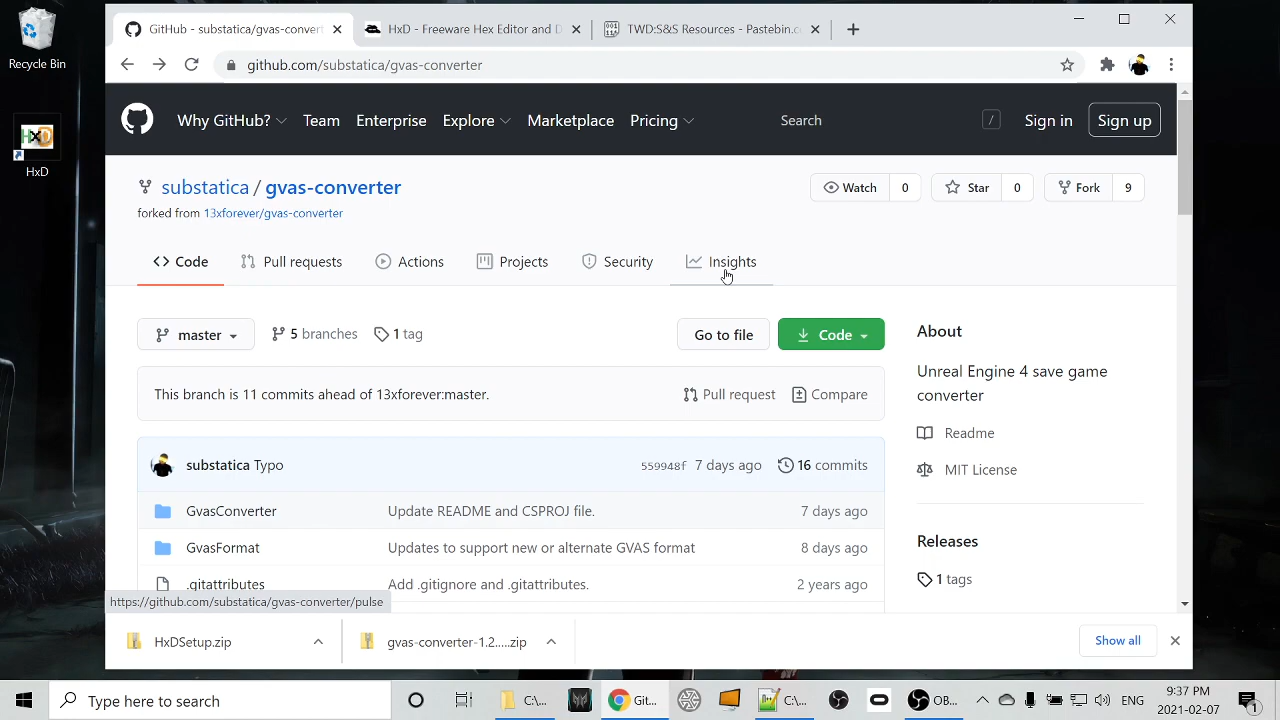 Recycle Bin
HxD
HxD
GitHub - substatica/gvas-convert
HxD - Freeware Hex Editor and D
TWD:S&S Resources - Pastebin.c
github.com/substatica/gvas-converter
Why GitHub?
Team
Enterprise
Explore
Marketplace
Pricing
Search
/
Sign in
Sign up
substatica / gvas-converter
forked from 13xforever/gvas-converter
Watch 0
Star 0
Fork 9
Code
Pull requests
Actions
Projects
Security
Insights
master
5 branches
1 tag
Go to file
Code
This branch is 11 commits ahead of 13xforever:master.
Pull request
Compare
substatica Typo
559948f 7 days ago
16 commits
GvasConverter
Update README and CSPROJ file.
7 days ago
GvasFormat
Updates to support new or alternate GVAS format
8 days ago
.gitattributes
Add .gitignore and .gitattributes.
2 years ago
About
Unreal Engine 4 save game
converter
Readme
MIT License
Releases
1 tags
https://github.com/substatica/gvas-converter/pulse
HxDSetup.zip
gvas-converter-1.2.....zip
Show all
Type here to search
C:\...
Git...
C:\...
OB...
ENG
9:37 PM
2021-02-07
1